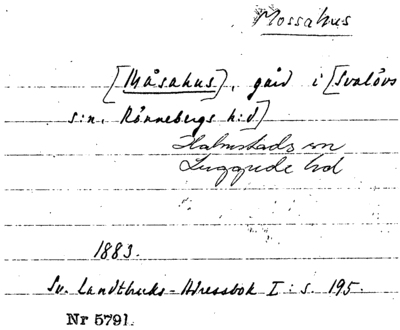 Mossahus
[Måsahus], gård i [Svalövs
s:n, Rönnebergs h:d]
Halmstads sn
Luggude hd
1883.
Sv. Landtbruks-Adressbok I: s. 195.
Nr 5791.